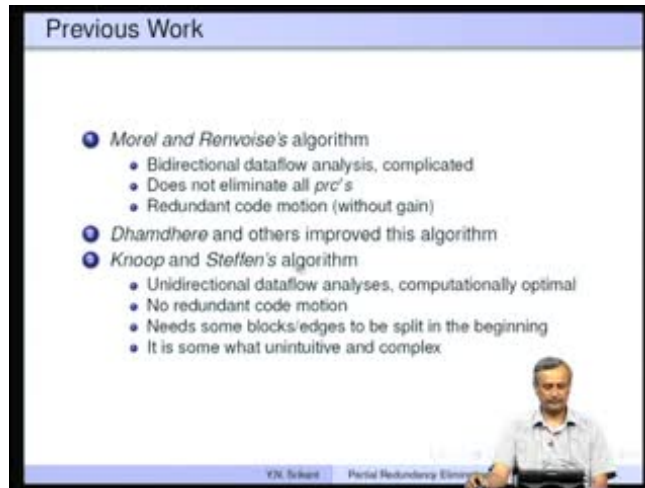 Previous Work
1 Morel and Renvoise's algorithm
Bidirectional dataflow analysis, complicated
Does not eliminate all prc's
Redundant code motion (without gain)
2 Dhamdhere and others improved this algorithm
3 Knoop and Steffen's algorithm
Unidirectional dataflow analyses, computationally optimal
No redundant code motion
Needs some blocks/edges to be split in the beginning
It is some what unintuitive and complex
Y.N. Srikant Partial Redundancy